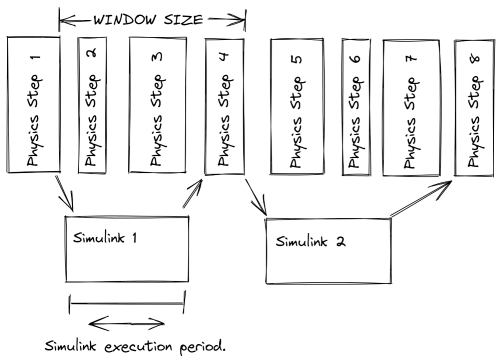 WINDOW SIZE
Physics Step 1
Physics Step 2
Physics Step 3
Physics Step 4
Physics Step 5
Physics Step 6
Physics Step 7
Physics Step 8
Simulink 1
Simulink 2
Simulink execution period.